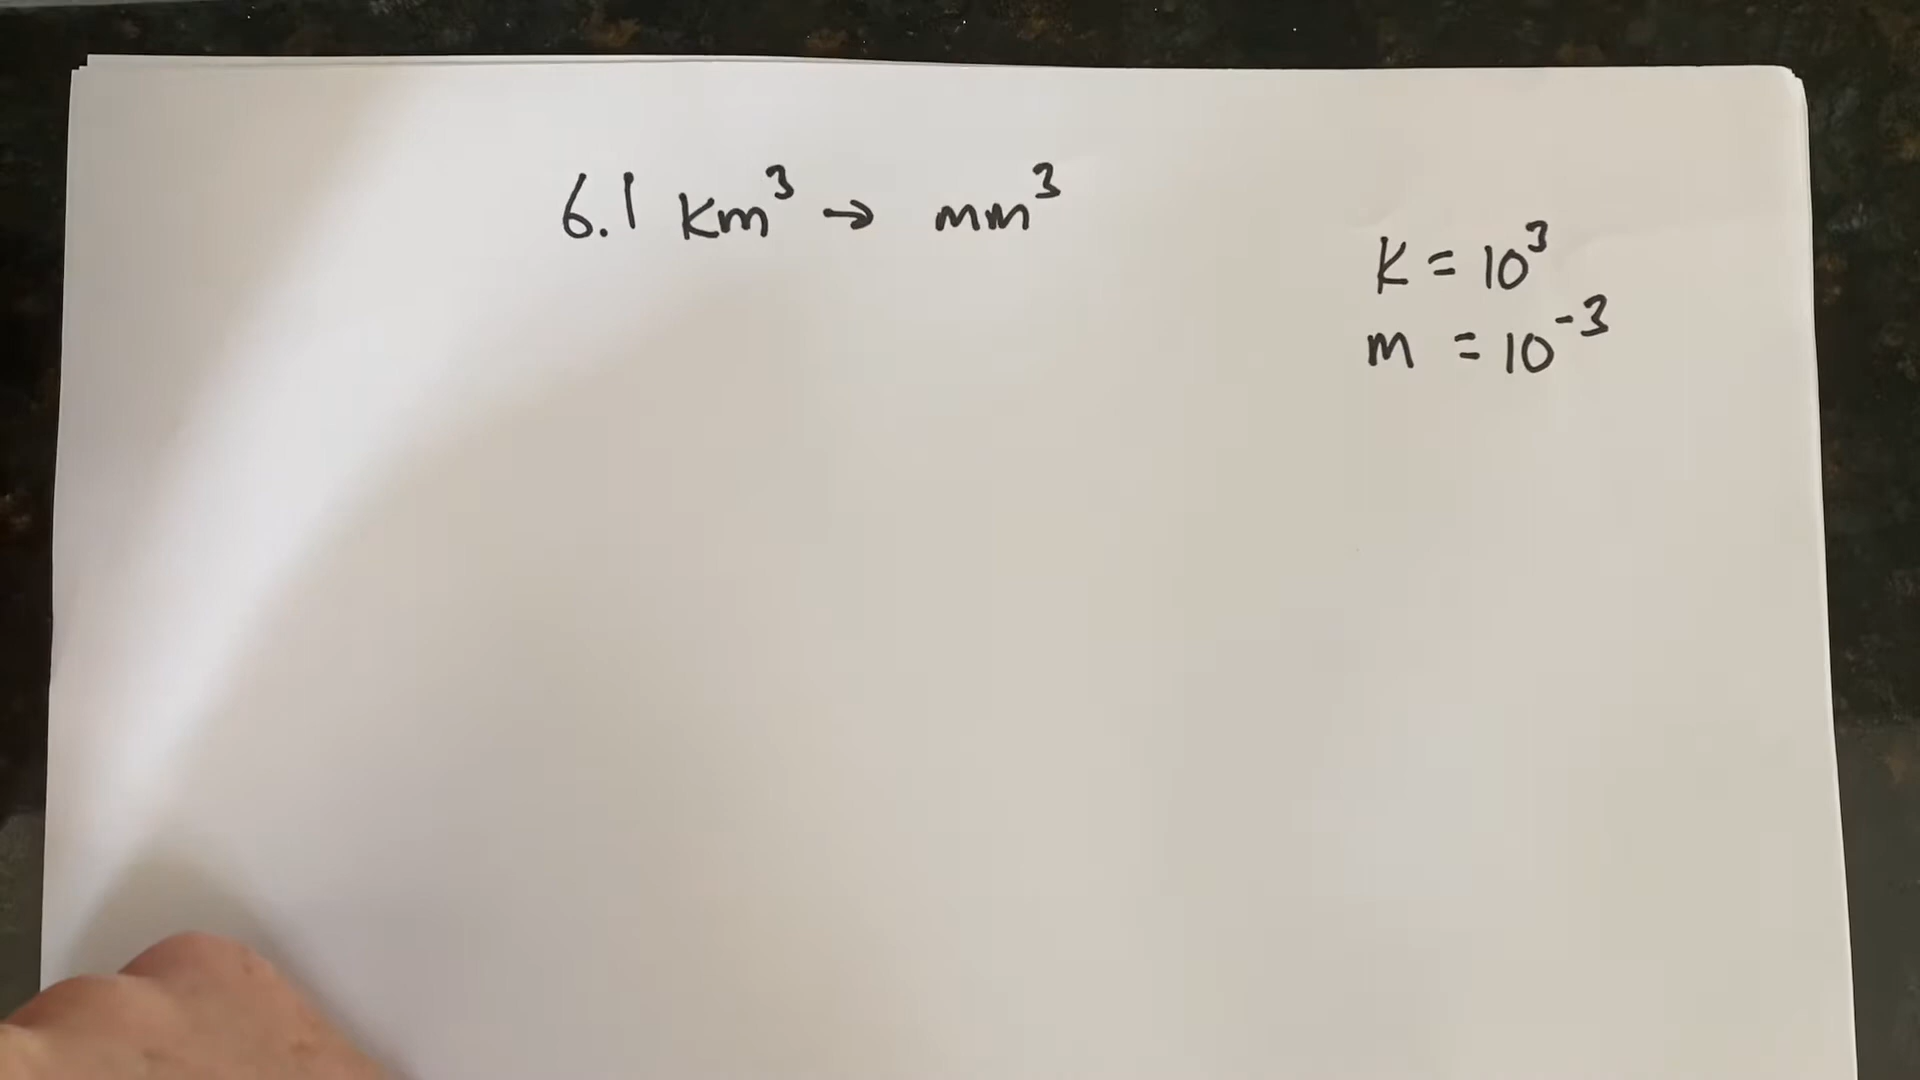 6.1 Km³ → mm³
K = 10³
m = 10⁻³